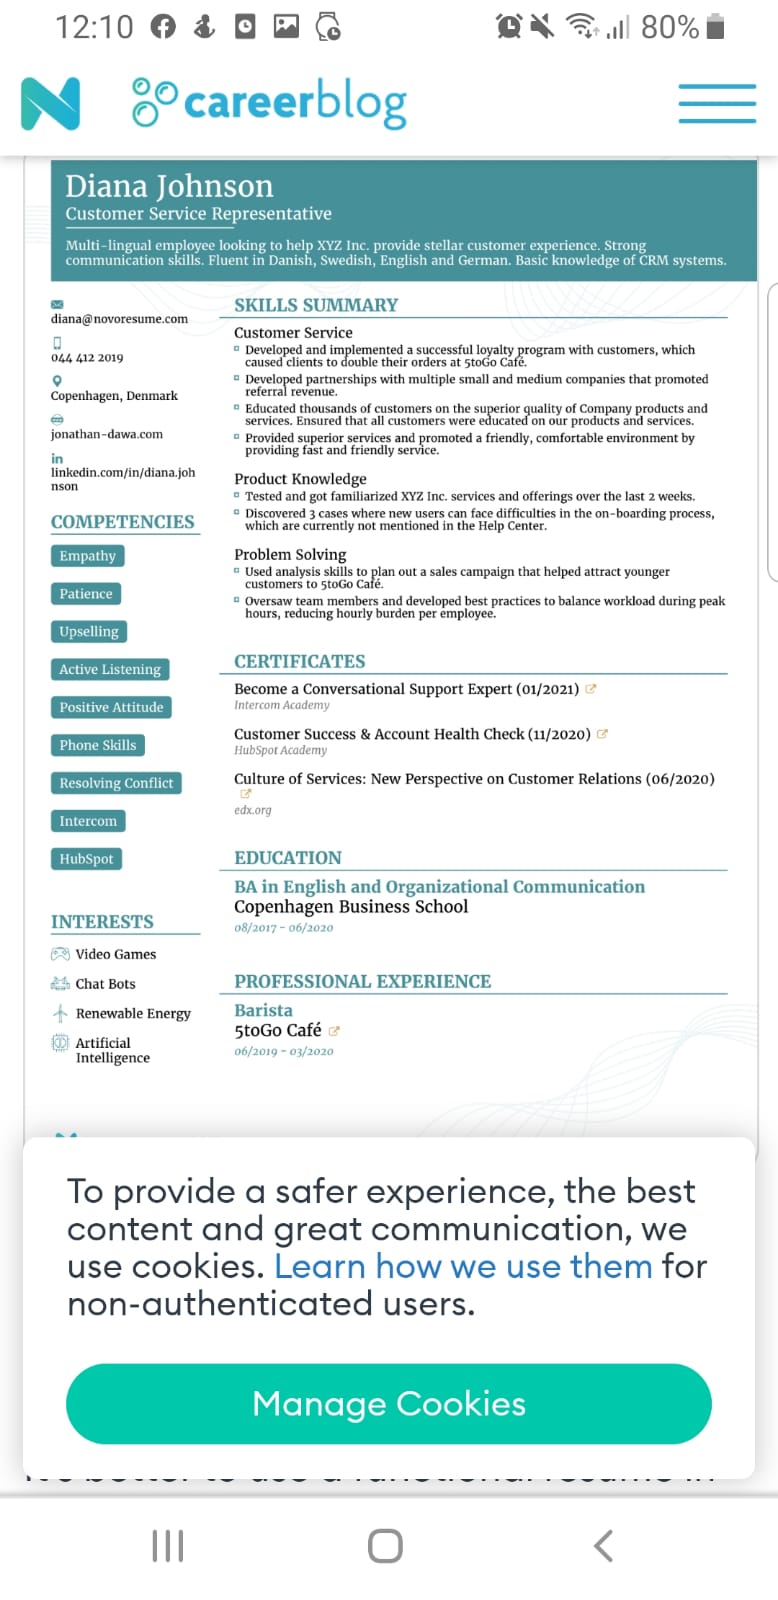 12:10
80%
careerblog
Diana Johnson
Customer Service Representative
Multi-lingual employee looking to help XYZ Inc. provide stellar customer experience. Strong
communication skills. Fluent in Danish, Swedish, English and German. Basic knowledge of CRM systems.
diana@novoresume.com
044 412 2019
Copenhagen, Denmark
jonathan-dawa.com
in
linkedin.com/in/diana.joh
nson
COMPETENCIES
Empathy
Patience
Upselling
Active Listening
Positive Attitude
Phone Skills
Resolving Conflict
Intercom
HubSpot
INTERESTS
Video Games
Chat Bots
Renewable Energy
Artificial
Intelligence
SKILLS SUMMARY
Customer Service
Developed and implemented a successful loyalty program with customers, which
caused clients to double their orders at 5toGo Café.
Developed partnerships with multiple small and medium companies that promoted
referral revenue.
Educated thousands of customers on the superior quality of Company products and
services. Ensured that all customers were educated on our products and services.
Provided superior services and promoted a friendly, comfortable environment by
providing fast and friendly service.
Product Knowledge
Tested and got familiarized XYZ Inc. services and offerings over the last 2 weeks.
Discovered 3 cases where new users can face difficulties in the on-boarding process,
which are currently not mentioned in the Help Center.
Problem Solving
Used analysis skills to plan out a sales campaign that helped attract younger
customers to 5toGo Café.
Oversaw team members and developed best practices to balance workload during peak
hours, reducing hourly burden per employee.
CERTIFICATES
Become a Conversational Support Expert (01/2021)
Intercom Academy
Customer Success & Account Health Check (11/2020)
HubSpot Academy
Culture of Services: New Perspective on Customer Relations (06/2020)
edx.org
EDUCATION
BA in English and Organizational Communication
Copenhagen Business School
08/2017 - 06/2020
PROFESSIONAL EXPERIENCE
Barista
5toGo Café
06/2019 - 03/2020
To provide a safer experience, the best
content and great communication, we
use cookies. Learn how we use them for
non-authenticated users.
Manage Cookies